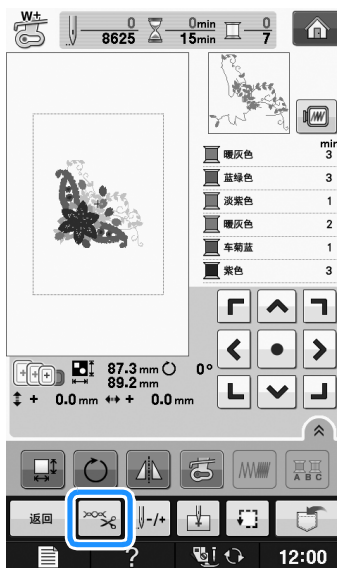 W+
0 0min 0
8625 15min 7
min
暖灰色 3
蓝绿色 3
淡紫色 1
暖灰色 2
车菊蓝 1
紫色 3
87.3 mm 0°
89.2 mm
+ 0.0 mm + 0.0 mm
A B C
返回 -/+
? 12:00